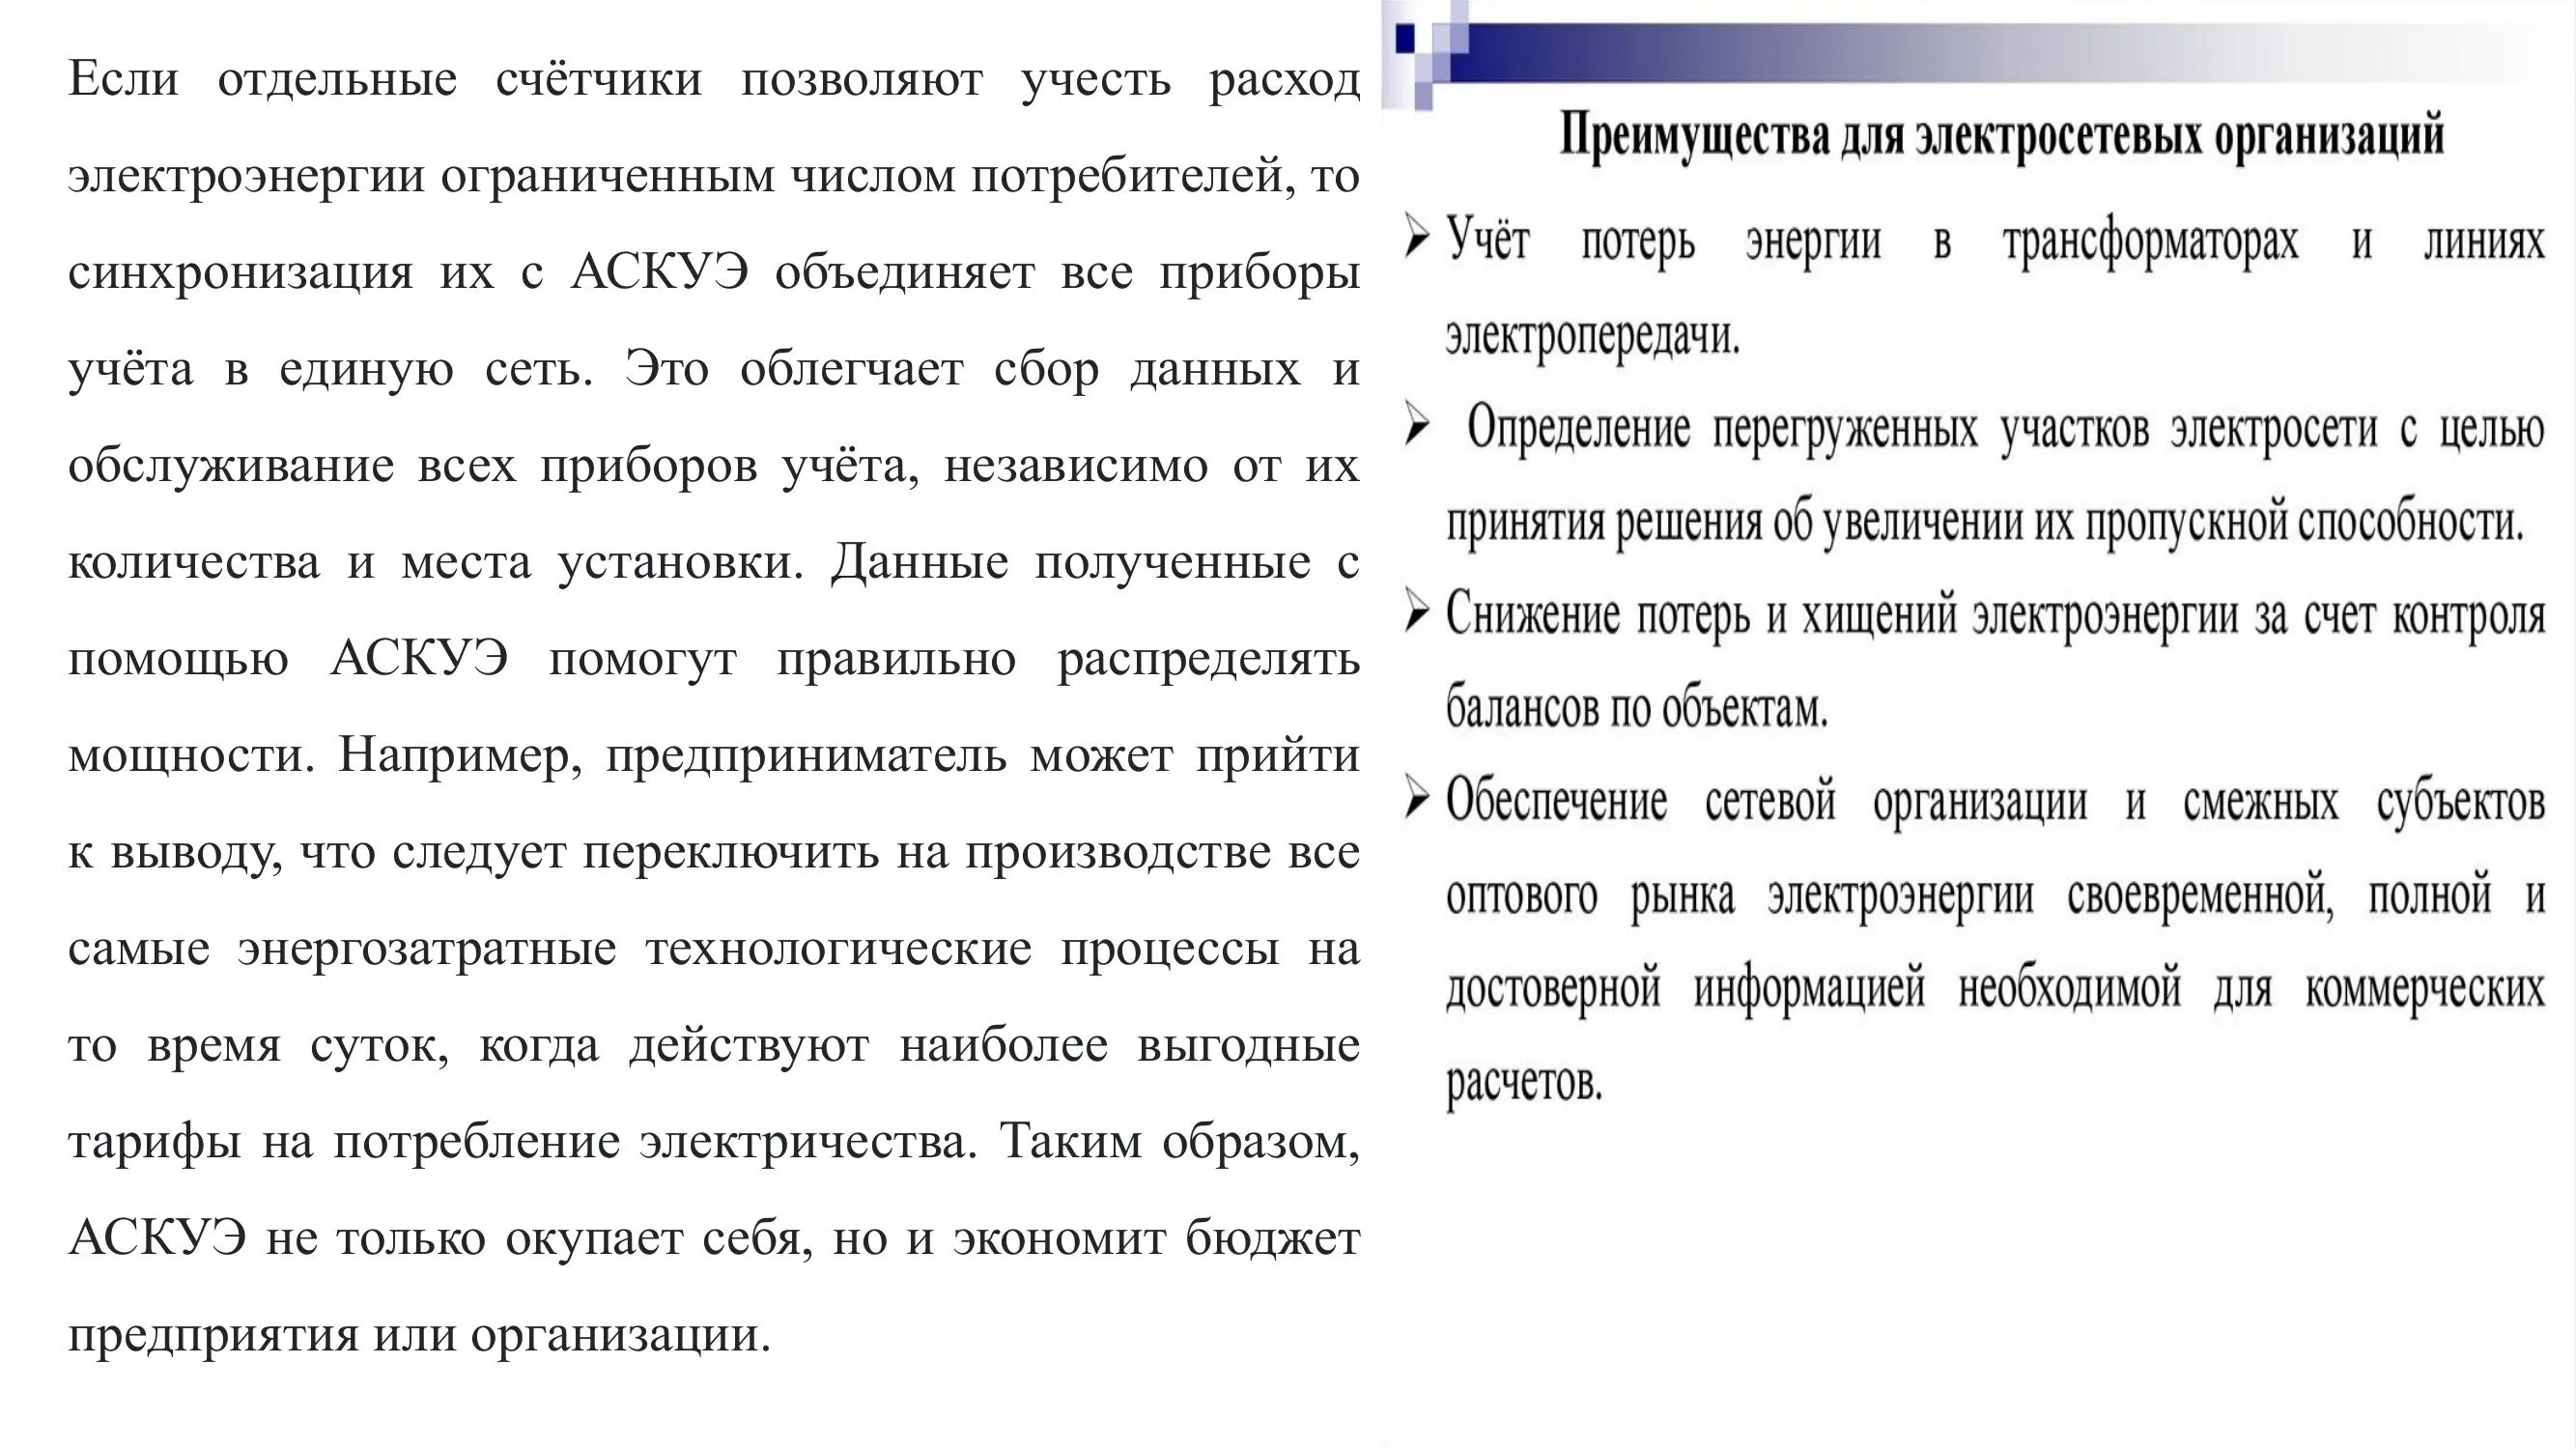 Если отдельные счётчики позволяют учесть расход
электроэнергии ограниченным числом потребителей, то
синхронизация их с АСКУЭ объединяет все приборы
учёта в единую сеть. Это облегчает сбор данных и
обслуживание всех приборов учёта, независимо от их
количества и места установки. Данные полученные с
помощью АСКУЭ помогут правильно распределять
мощности. Например, предприниматель может прийти
к выводу, что следует переключить на производстве все
самые энергозатратные технологические процессы на
то время суток, когда действуют наиболее выгодные
тарифы на потребление электричества. Таким образом,
АСКУЭ не только окупает себя, но и экономит бюджет
предприятия или организации.
Преимущества для электросетевых организаций
Учёт потерь энергии в трансформаторах и линиях
электропередачи.
Определение перегруженных участков электросети с целью
принятия решения об увеличении их пропускной способности.
Снижение потерь и хищений электроэнергии за счет контроля
балансов по объектам.
Обеспечение сетевой организации и смежных субъектов
оптового рынка электроэнергии своевременной, полной и
достоверной информацией необходимой для коммерческих
расчетов.